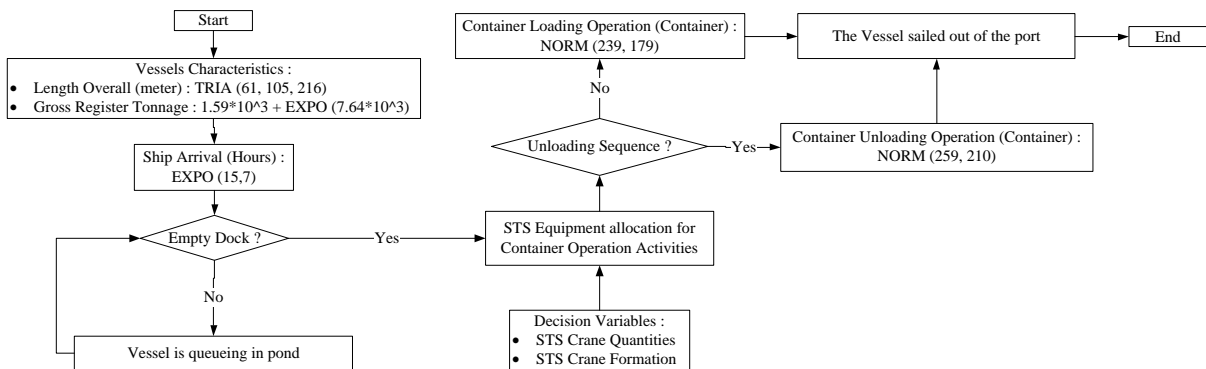 Start
Vessels Characteristics :
• Length Overall (meter) : TRIA (61, 105, 216)
• Gross Register Tonnage : 1.59*10^3 + EXPO (7.64*10^3)
Ship Arrival (Hours) :
EXPO (15,7)
Empty Dock ?
Yes
No
Vessel is queueing in pond
STS Equipment allocation for
Container Operation Activities
Decision Variables :
• STS Crane Quantities
• STS Crane Formation
Unloading Sequence ?
No
Yes
Container Loading Operation (Container) :
NORM (239, 179)
Container Unloading Operation (Container) :
NORM (259, 210)
The Vessel sailed out of the port
End